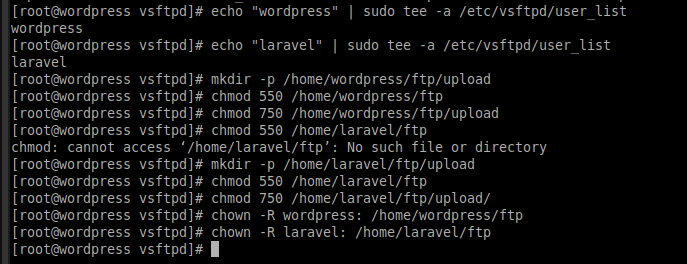 [root@wordpress vsftpd]# echo "wordpress" | sudo tee -a /etc/vsftpd/user_list
wordpress
[root@wordpress vsftpd]# echo "laravel" | sudo tee -a /etc/vsftpd/user_list
laravel
[root@wordpress vsftpd]# mkdir -p /home/wordpress/ftp/upload
[root@wordpress vsftpd]# chmod 550 /home/wordpress/ftp
[root@wordpress vsftpd]# chmod 750 /home/wordpress/ftp/upload
[root@wordpress vsftpd]# chmod 550 /home/laravel/ftp
chmod: cannot access ‘/home/laravel/ftp’: No such file or directory
[root@wordpress vsftpd]# mkdir -p /home/laravel/ftp/upload
[root@wordpress vsftpd]# chmod 550 /home/laravel/ftp
[root@wordpress vsftpd]# chmod 750 /home/laravel/ftp/upload/
[root@wordpress vsftpd]# chown -R wordpress: /home/wordpress/ftp
[root@wordpress vsftpd]# chown -R laravel: /home/laravel/ftp
[root@wordpress vsftpd]#